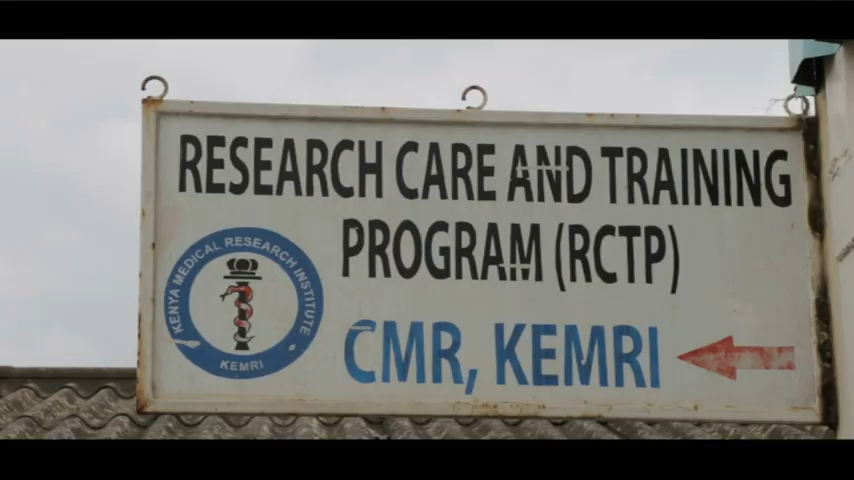 RESEARCH CARE AND TRAINING
PROGRAM (RCTP)
KENYA MEDICAL RESEARCH INSTITUTE
KEMRI
CMR, KEMRI